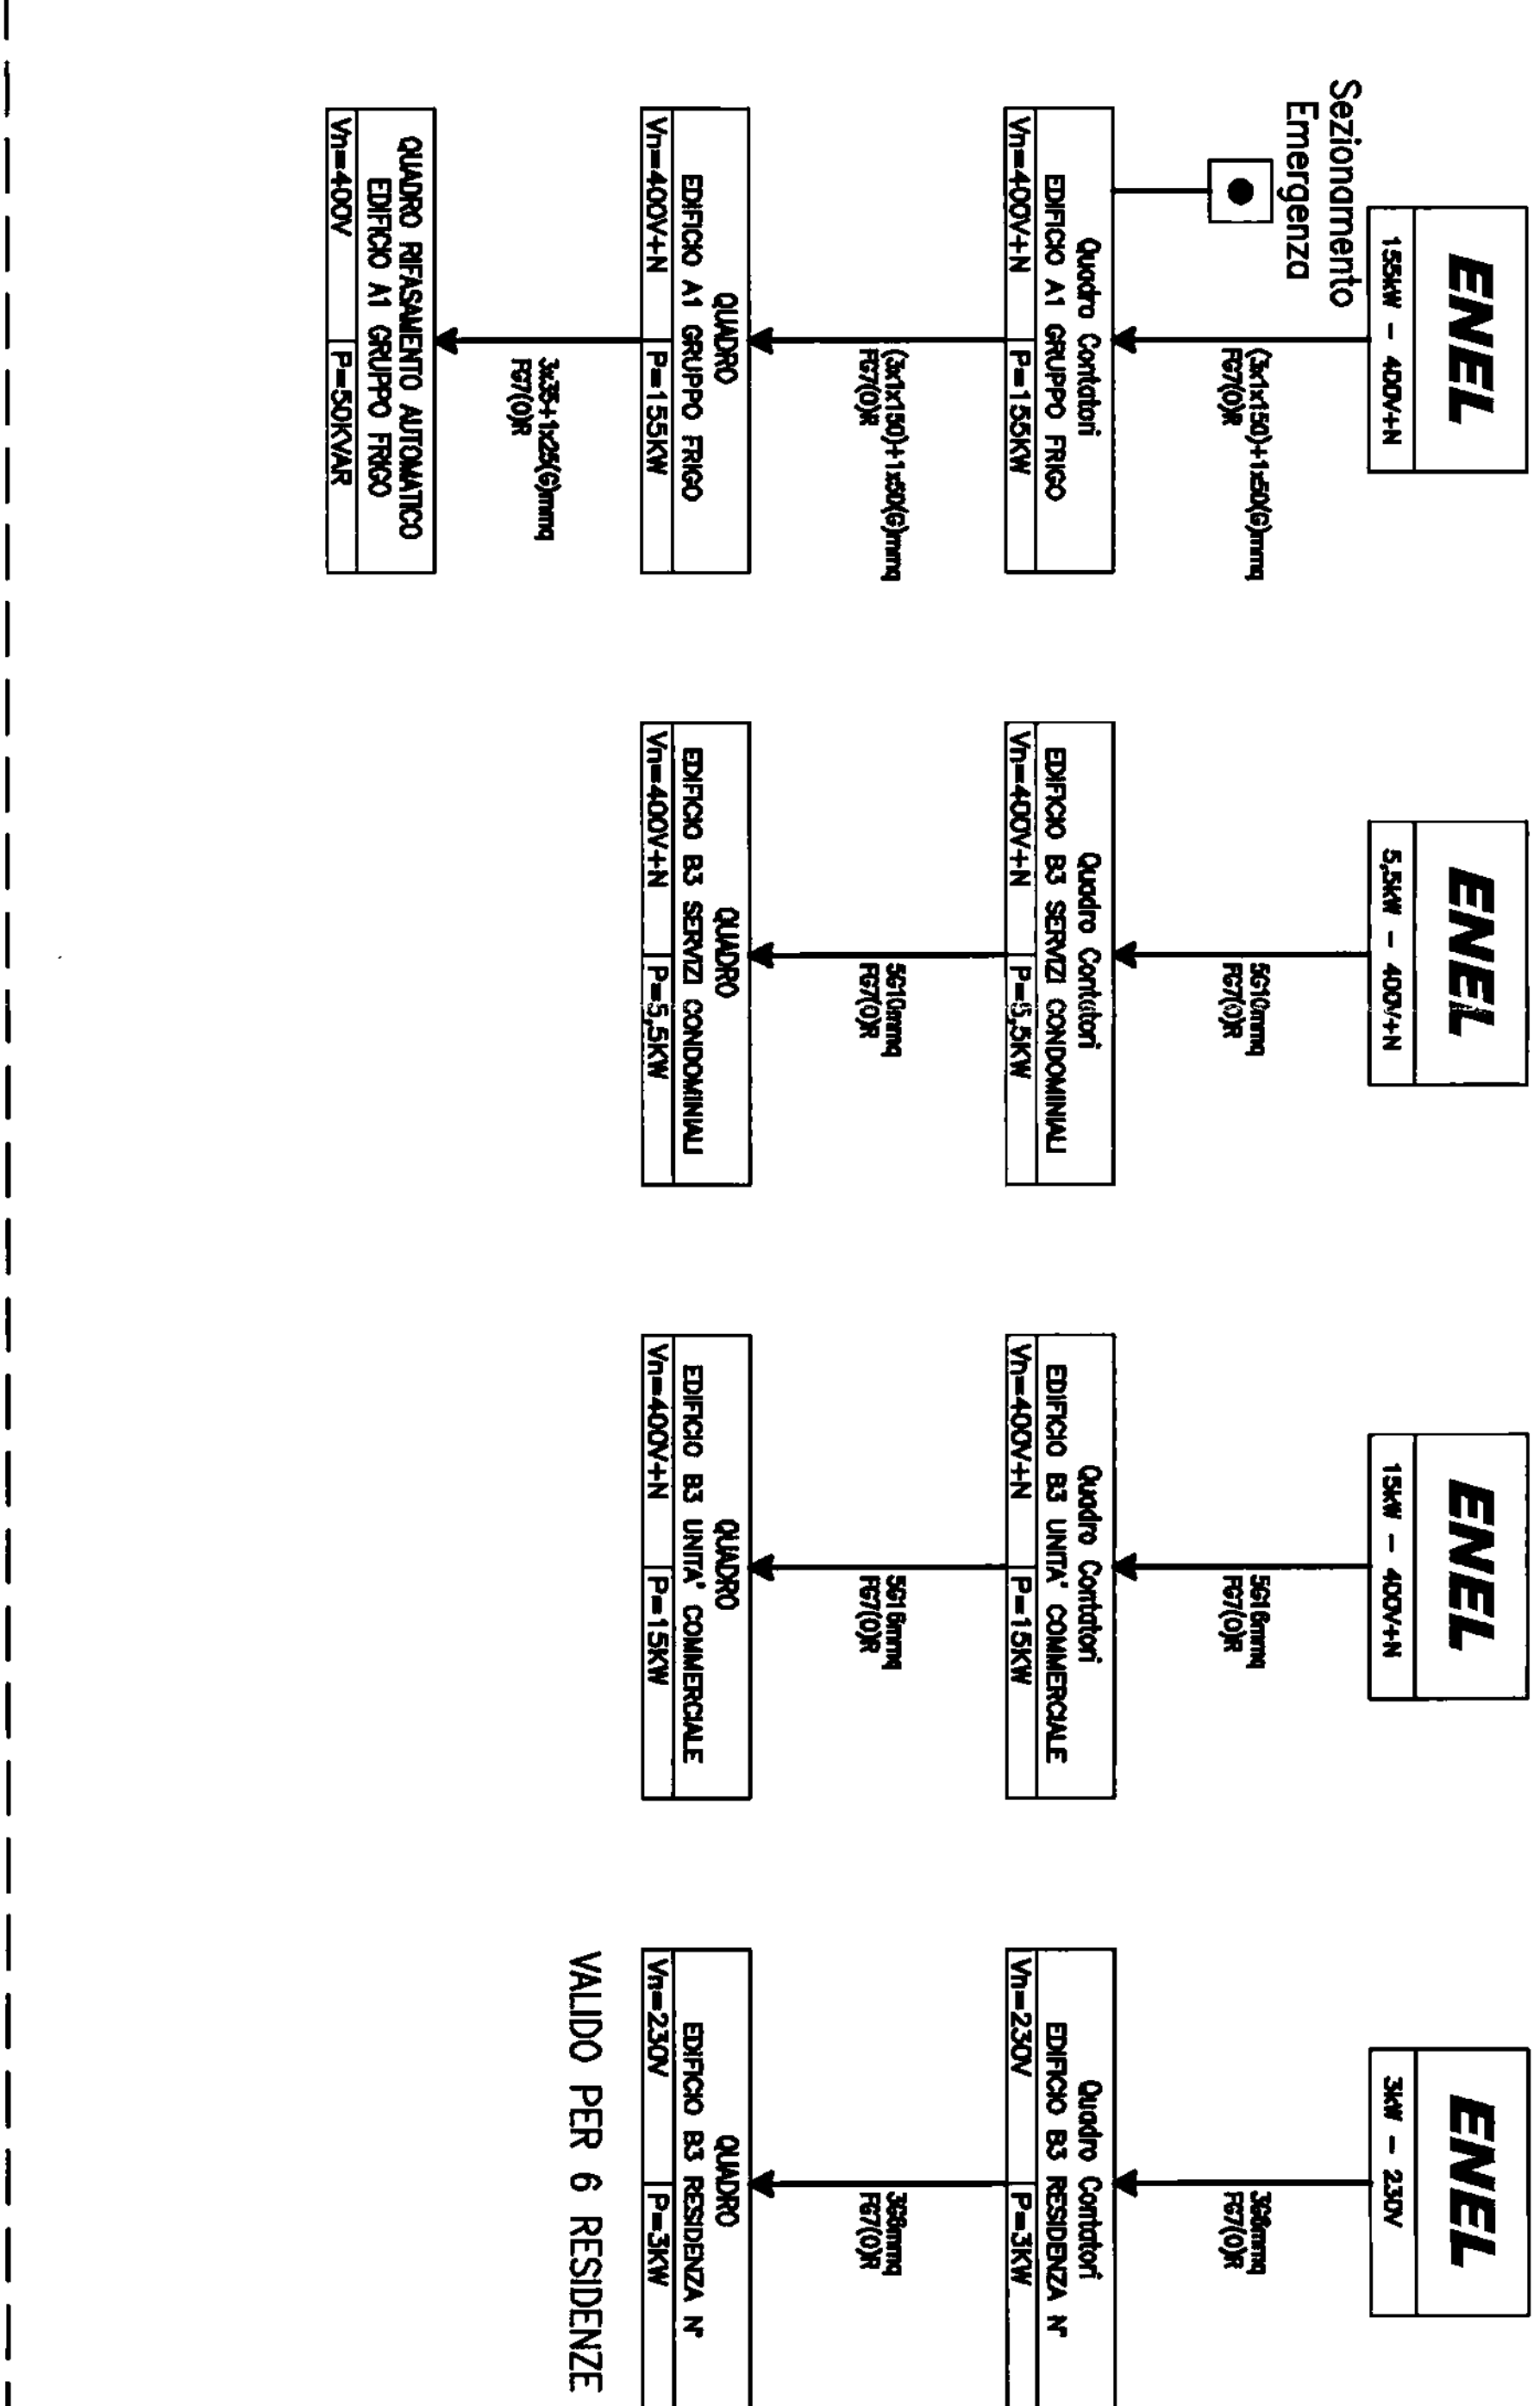 ENEL
155kW - 400V+N
Sezionamento
Emergenza
(3x1x150)+1x50(G)mmq
FG7(O)R
Quadro Contatori
EDIFICIO A1 GRUPPO FRIGO
Vn=400V+N P=155KW
(3x1x150)+1x50(G)mmq
FG7(O)R
QUADRO
EDIFICIO A1 GRUPPO FRIGO
Vn=400V+N P=155KW
3x35+1x25(G)mmq
FG7(O)R
QUADRO RIFASAMENTO AUTOMATICO
EDIFICIO A1 GRUPPO FRIGO
Vn=400V P=50KVAR
ENEL
5,5kW - 400V+N
5G10mmq
FG7(O)R
Quadro Contatori
EDIFICIO B3 SERVIZI CONDOMINIALI
Vn=400V+N P=5,5KW
5G10mmq
FG7(O)R
QUADRO
EDIFICIO B3 SERVIZI CONDOMINIALI
Vn=400V+N P=5,5KW
ENEL
15kW - 400V+N
5G16mmq
FG7(O)R
Quadro Contatori
EDIFICIO B3 UNITA' COMMERCIALE
Vn=400V+N P=15KW
5G16mmq
FG7(O)R
QUADRO
EDIFICIO B3 UNITA' COMMERCIALE
Vn=400V+N P=15KW
ENEL
3kW - 230V
3G6mmq
FG7(O)R
Quadro Contatori
EDIFICIO B3 RESIDENZA N°
Vn=230V P=3KW
3G6mmq
FG7(O)R
QUADRO
EDIFICIO B3 RESIDENZA N°
Vn=230V P=3KW
VALIDO PER 6 RESIDENZE